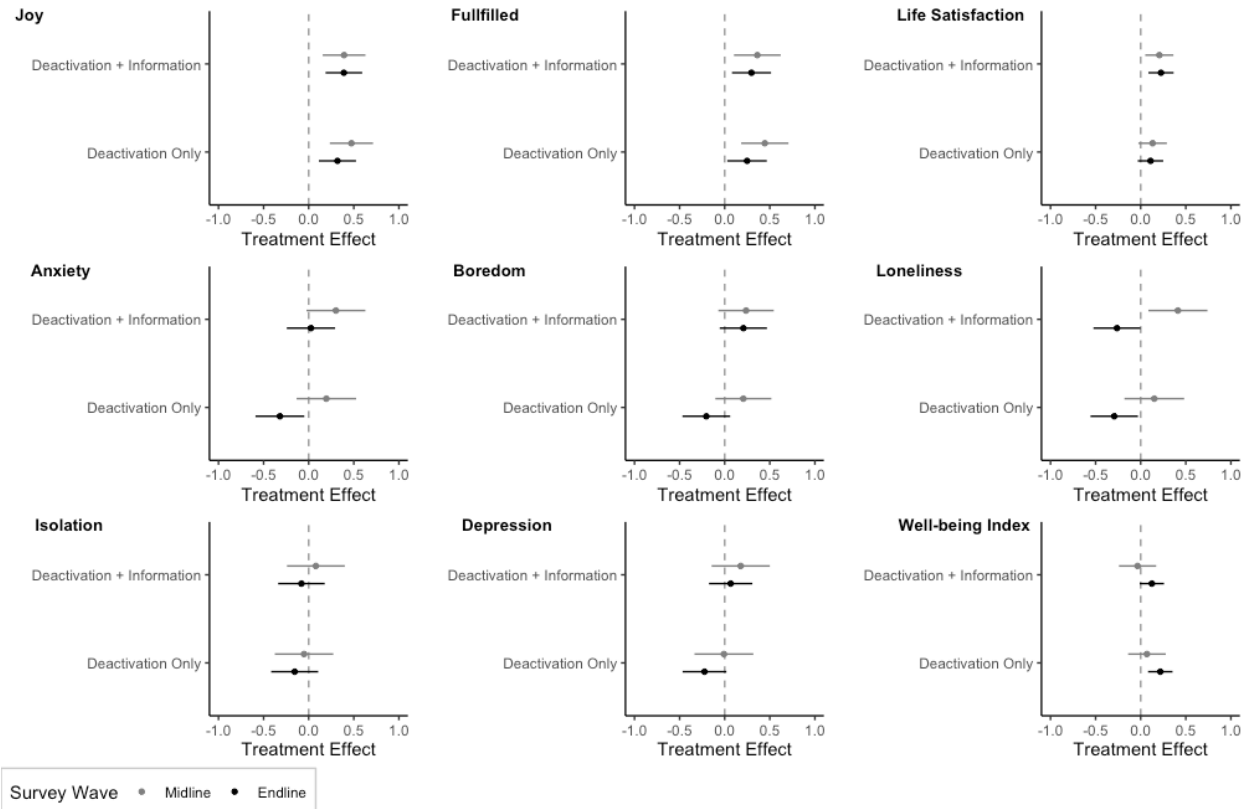 Joy
Fullfilled
Life Satisfaction
Deactivation + Information
Deactivation + Information
Deactivation + Information
Deactivation Only
Deactivation Only
Deactivation Only
-1.0 -0.5 0.0 0.5 1.0
-1.0 -0.5 0.0 0.5 1.0
-1.0 -0.5 0.0 0.5 1.0
Treatment Effect
Treatment Effect
Treatment Effect
Anxiety
Boredom
Loneliness
Deactivation + Information
Deactivation + Information
Deactivation + Information
Deactivation Only
Deactivation Only
Deactivation Only
-1.0 -0.5 0.0 0.5 1.0
-1.0 -0.5 0.0 0.5 1.0
-1.0 -0.5 0.0 0.5 1.0
Treatment Effect
Treatment Effect
Treatment Effect
Isolation
Depression
Well-being Index
Deactivation + Information
Deactivation + Information
Deactivation + Information
Deactivation Only
Deactivation Only
Deactivation Only
-1.0 -0.5 0.0 0.5 1.0
-1.0 -0.5 0.0 0.5 1.0
-1.0 -0.5 0.0 0.5 1.0
Treatment Effect
Treatment Effect
Treatment Effect
Survey Wave Midline Endline